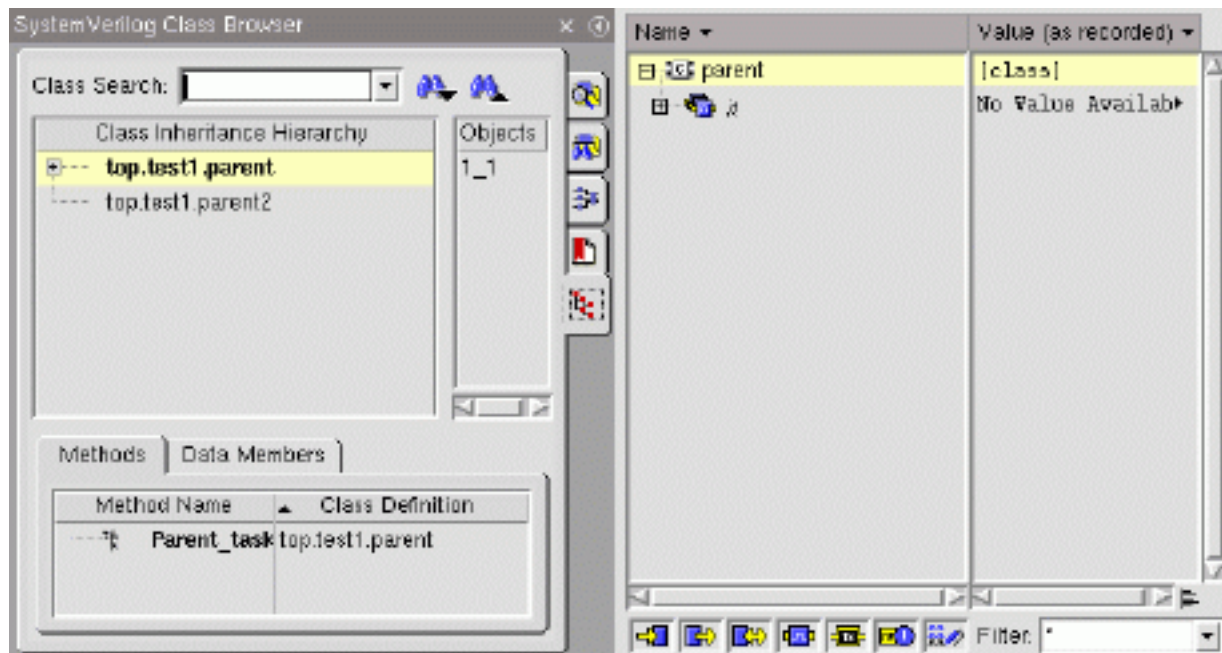 SystemVerilog Class Browser
Class Search:
Class Inheritance Hierarchy
Objects
top.test1.parent
1_1
top.test1.parent2
Methods
Data Members
Method Name
Class Definition
Parent_task
top.test1.parent
Name
Value (as recorded)
parent
[class]
No Value Availab
Filter: *